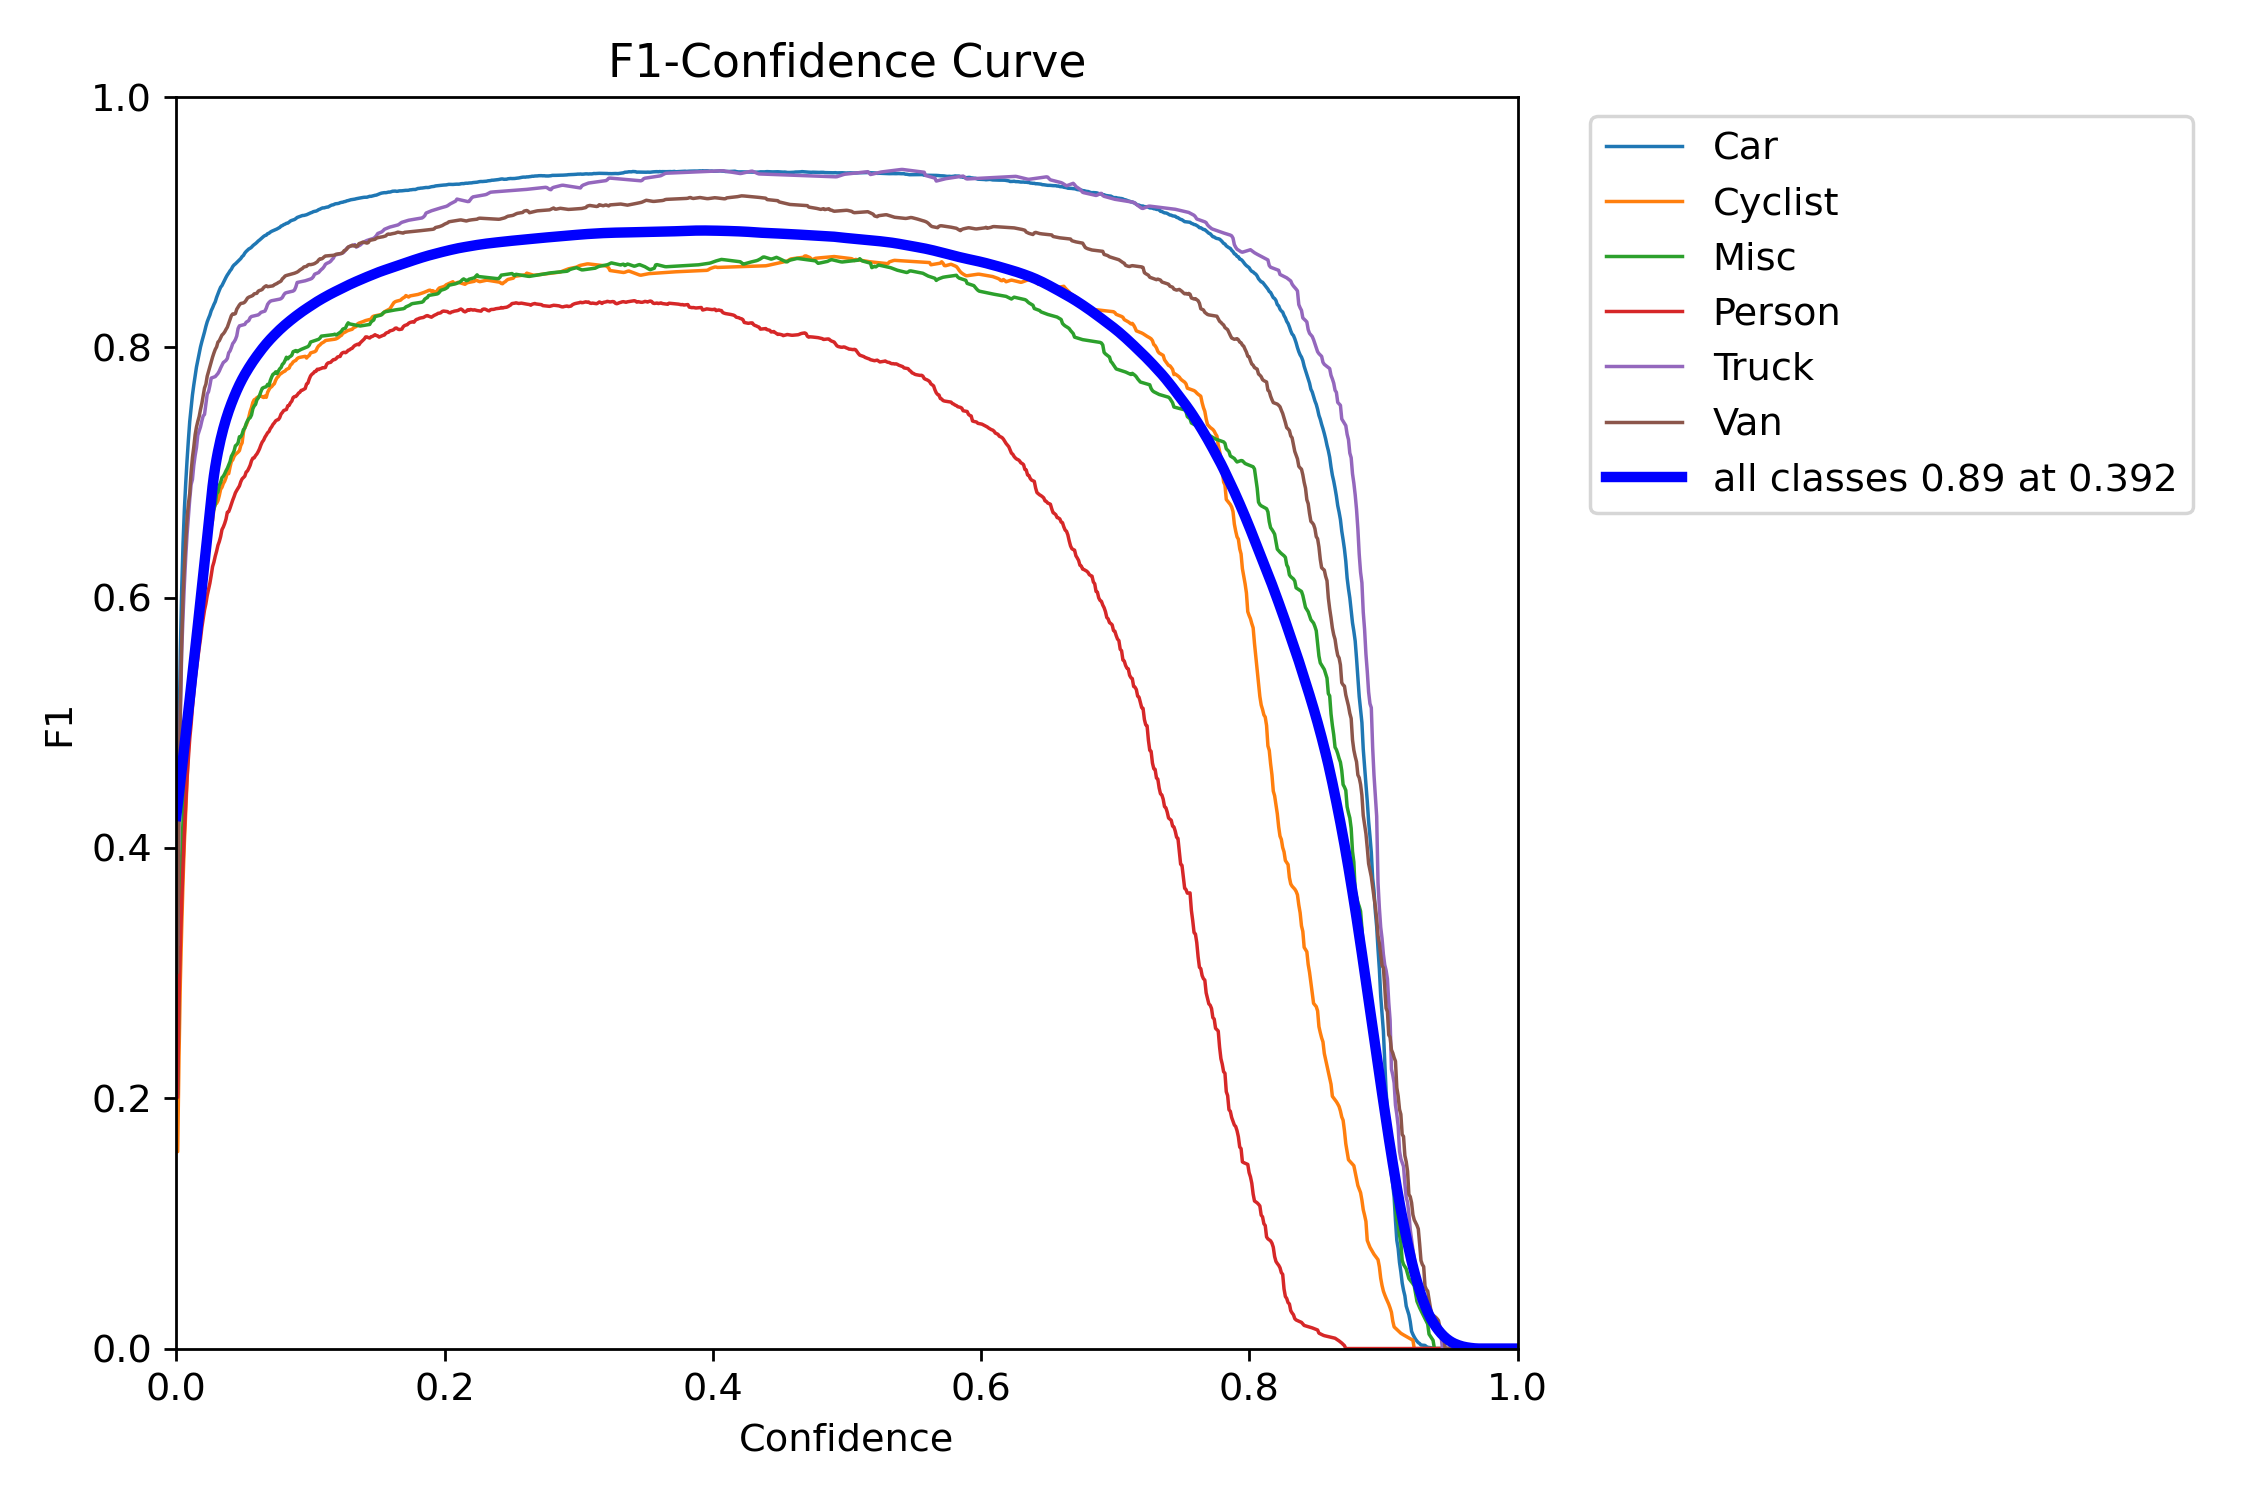 F1-Confidence Curve
1.0
0.8
0.6
0.4
0.2
0.0
F1
0.0 0.2 0.4 0.6 0.8 1.0
Confidence
Car
Cyclist
Misc
Person
Truck
Van
all classes 0.89 at 0.392